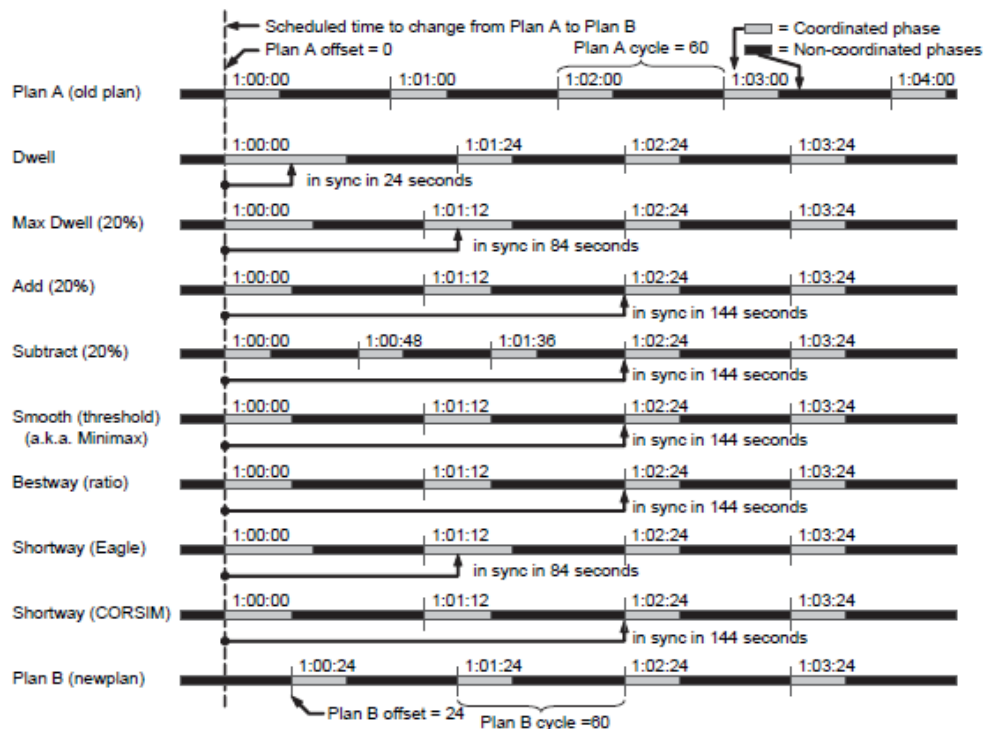 Scheduled time to change from Plan A to Plan B
= Coordinated phase
Plan A offset = 0
Plan A cycle = 60
= Non-coordinated phases
Plan A (old plan)
1:00:00 1:01:00 1:02:00 1:03:00 1:04:00
Dwell
1:00:00 1:01:24 1:02:24 1:03:24
in sync in 24 seconds
Max Dwell (20%)
1:00:00 1:01:12 1:02:24 1:03:24
in sync in 84 seconds
Add (20%)
1:00:00 1:01:12 1:02:24 1:03:24
in sync in 144 seconds
Subtract (20%)
1:00:00 1:00:48 1:01:36 1:02:24 1:03:24
in sync in 144 seconds
Smooth (threshold)
(a.k.a. Minimax)
1:00:00 1:01:12 1:02:24 1:03:24
in sync in 144 seconds
Bestway (ratio)
1:00:00 1:01:12 1:02:24 1:03:24
in sync in 144 seconds
Shortway (Eagle)
1:00:00 1:01:12 1:02:24 1:03:24
in sync in 84 seconds
Shortway (CORSIM)
1:00:00 1:01:12 1:02:24 1:03:24
in sync in 144 seconds
Plan B (newplan)
1:00:24 1:01:24 1:02:24 1:03:24
Plan B offset = 24
Plan B cycle =60